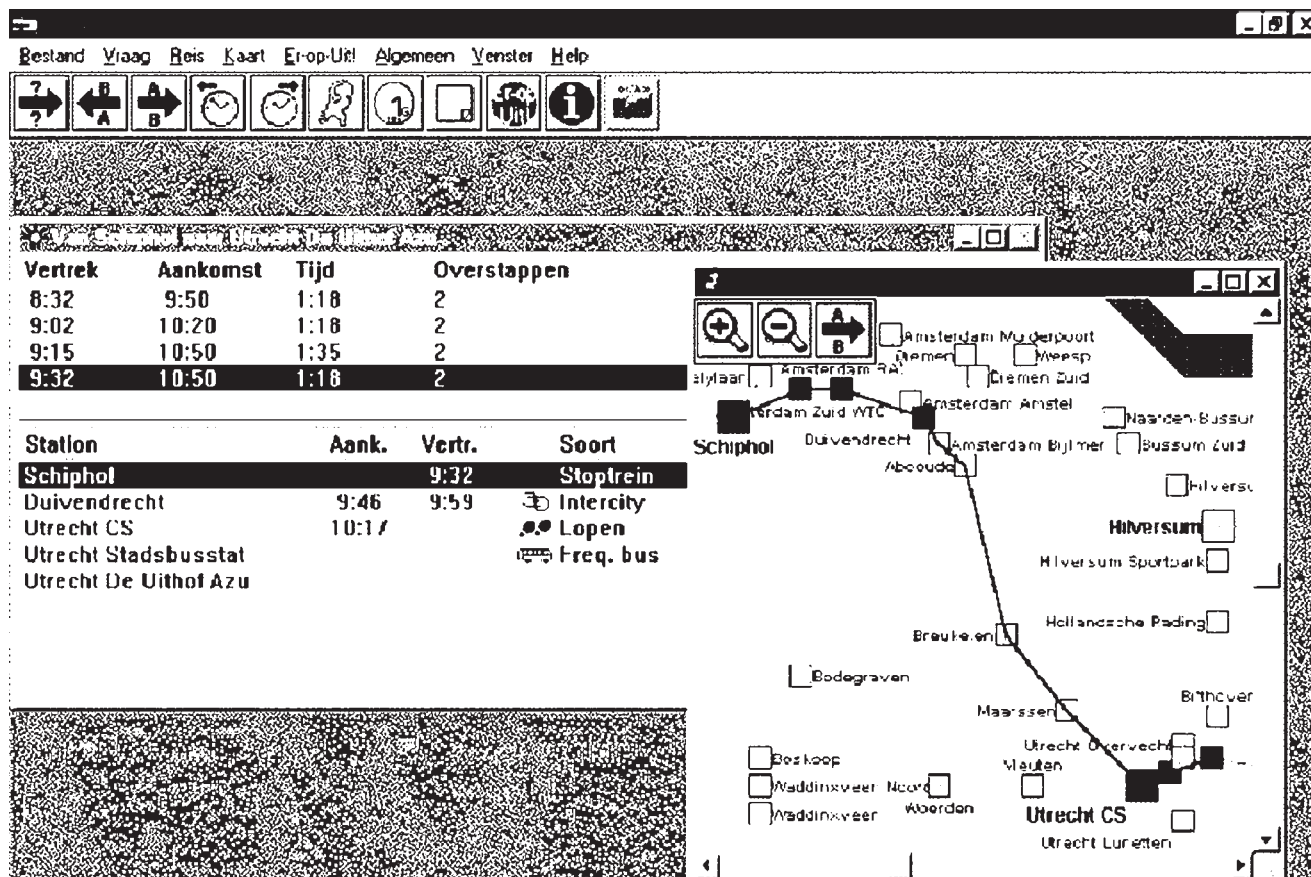 Bestand Vraag Reis Kaart Er-op-Uit! Algemeen Venster Help
? B A
? A B
1
i
Vertrek Aankomst Tijd Overstappen
8:32 9:50 1:18 2
9:02 10:20 1:18 2
9:15 10:50 1:35 2
9:32 10:50 1:18 2
Station Aank. Vertr. Soort
Schiphol 9:32 Stoptrein
Duivendrecht 9:46 9:59 Intercity
Utrecht CS 10:17 Lopen
Utrecht Stadsbusstat Freq. bus
Utrecht De Uithof Azu
A
B
Amsterdam Muiderpoort
Diemen Weesp
elylaan Amsterdam RAI Diemen Zuid
terdam Zuid WTC Amsterdam Amstel Naarden-Bussum
Schiphol Duivendrecht Amsterdam Bijlmer Bussum Zuid
Abcoude
Hilversu
Hilversum
Hilversum Sportpark
Hollandsche Rading
Breukelen
Bodegraven
Bilthoven
Maarssen
Utrecht Overvecht
Boskoop Vleuten
Waddinxveen Noord Woerden
Waddinxveen Utrecht CS
Utrecht Lunetten